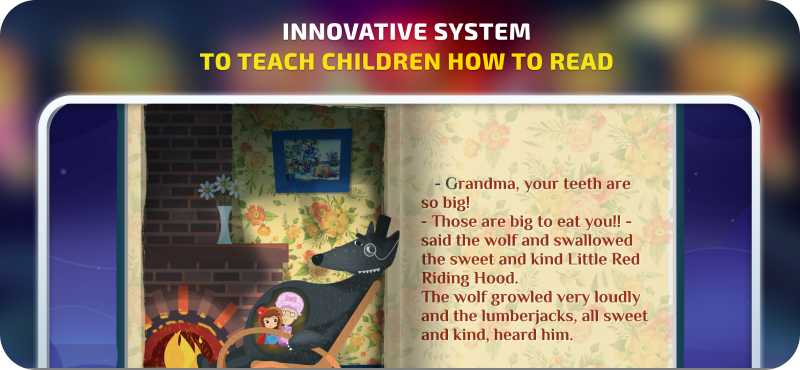 INNOVATIVE SYSTEM
TO TEACH CHILDREN HOW TO READ
- Grandma, your teeth are
so big!
- Those are big to eat you!! -
said the wolf and swallowed
the sweet and kind Little Red
Riding Hood.
The wolf growled very loudly
and the lumberjacks, all sweet
and kind, heard him.